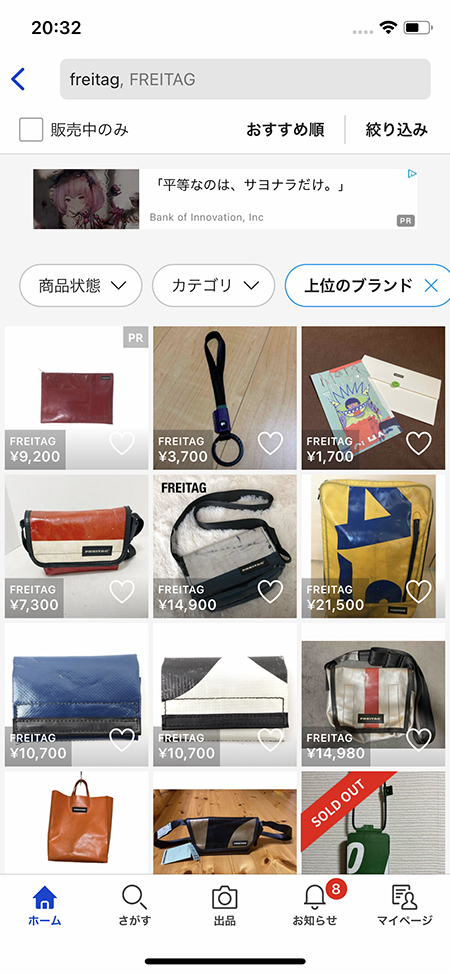 20:32
freitag, FREITAG
販売中のみ
おすすめ順
絞り込み
「平等なのは、サヨナラだけ。」
Bank of Innovation, Inc
PR
商品状態
カテゴリ
上位のブランド
PR
FREITAG
¥9,200
FREITAG
¥3,700
FREITAG
¥1,700
FREITAG
FREITAG
¥7,300
FREITAG
FREITAG
¥14,900
FREITAG
¥21,500
FREITAG
¥10,700
FREITAG
¥10,700
FREITAG
FREITAG
¥14,980
SOLD OUT
8
ホーム
さがす
出品
お知らせ
マイページ